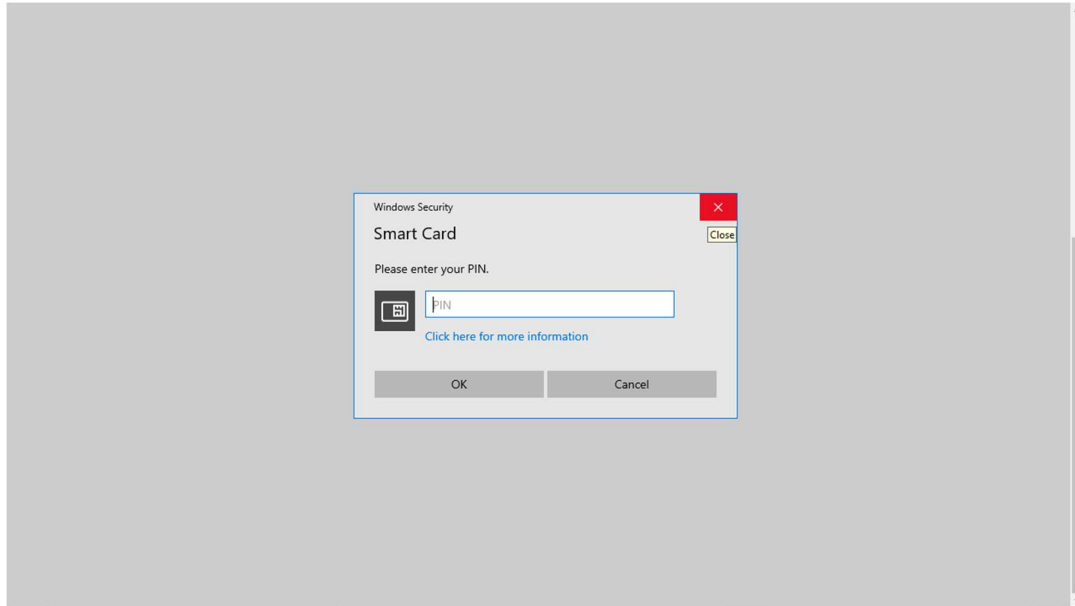 Windows Security
Smart Card
Close
Please enter your PIN.
PIN
Click here for more information
OK
Cancel